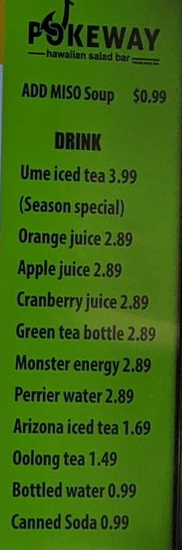 POKEWAY
hawaiian salad bar
ADD MISO Soup $0.99
DRINK
Ume iced tea 3.99
(Season special)
Orange juice 2.89
Apple juice 2.89
Cranberry juice 2.89
Green tea bottle 2.89
Monster energy 2.89
Perrier water 2.89
Arizona iced tea 1.69
Oolong tea 1.49
Bottled water 0.99
Canned Soda 0.99